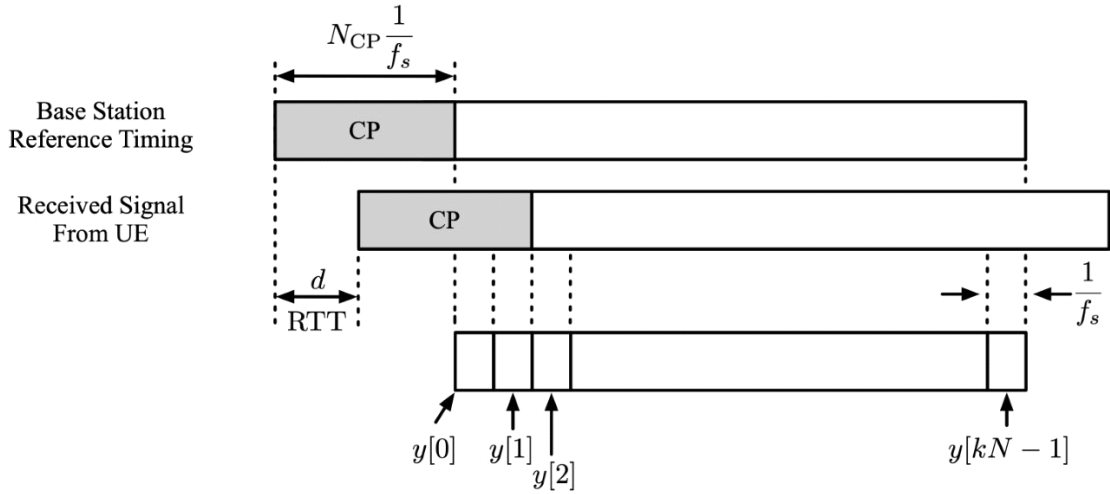 N_CP 1/f_s
Base Station
Reference Timing
CP
Received Signal
From UE
CP
d
RTT
1/f_s
y[0]
y[1]
y[2]
y[kN − 1]